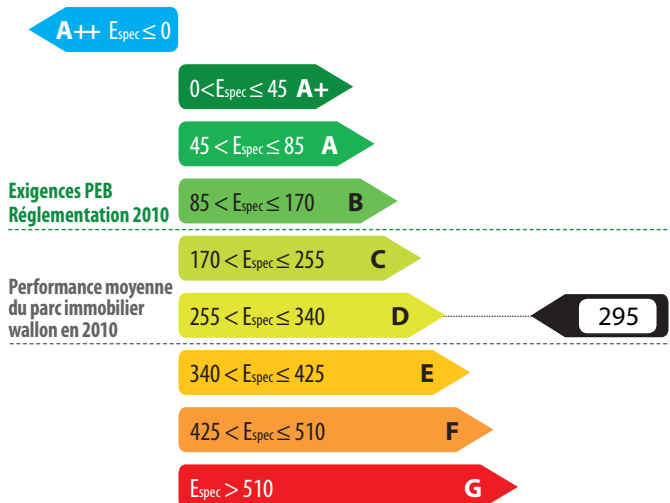 A++ Espec ≤ 0
0 < Espec ≤ 45 A+
45 < Espec ≤ 85 A
Exigences PEB
Réglementation 2010
85 < Espec ≤ 170 B
170 < Espec ≤ 255 C
Performance moyenne
du parc immobilier
wallon en 2010
255 < Espec ≤ 340 D
295
340 < Espec ≤ 425 E
425 < Espec ≤ 510 F
Espec > 510 G